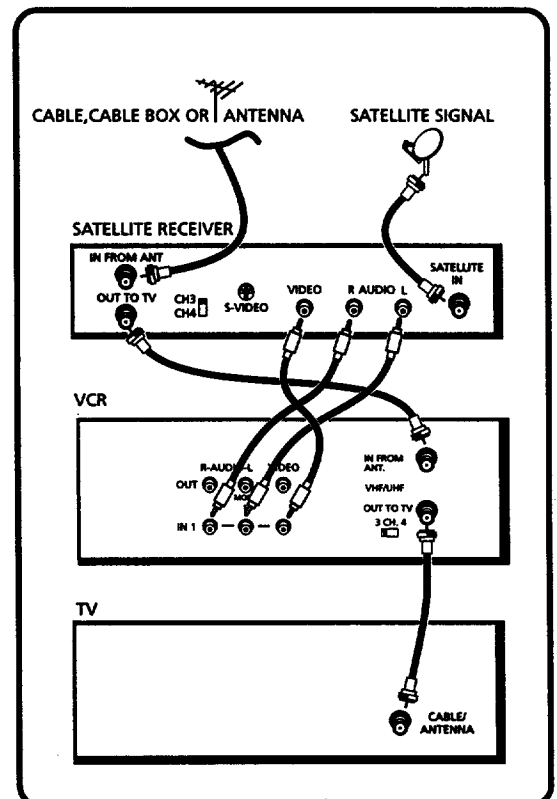 CABLE,CABLE BOX OR ANTENNA
SATELLITE SIGNAL
SATELLITE RECEIVER
IN FROM ANT
OUT TO TV
CH3
CH4
S-VIDEO
VIDEO
R AUDIO L
SATELLITE
IN
VCR
R-AUDIO-L
OUT
IN 1
IN FROM
ANT.
VHF/UHF
OUT TO TV
3 CH. 4
TV
CABLE/
ANTENNA